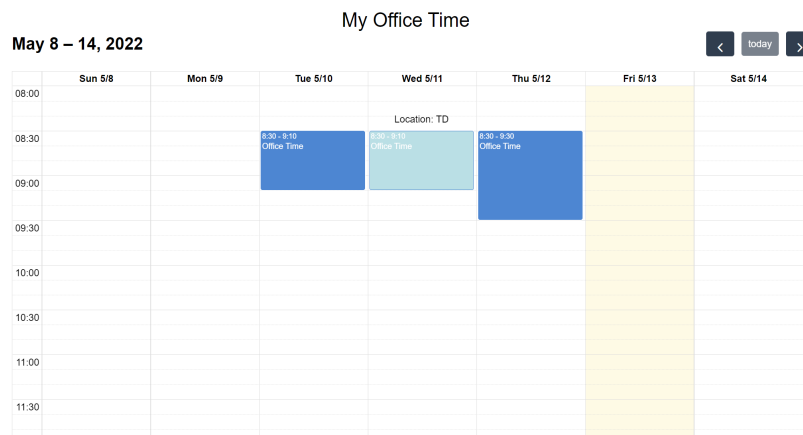 My Office Time
May 8 – 14, 2022
today
Sun 5/8
Mon 5/9
Tue 5/10
Wed 5/11
Thu 5/12
Fri 5/13
Sat 5/14
08:00
Location: TD
08:30
8:30 - 9:10
Office Time
8:30 - 9:10
Office Time
8:30 - 9:30
Office Time
09:00
09:30
10:00
10:30
11:00
11:30